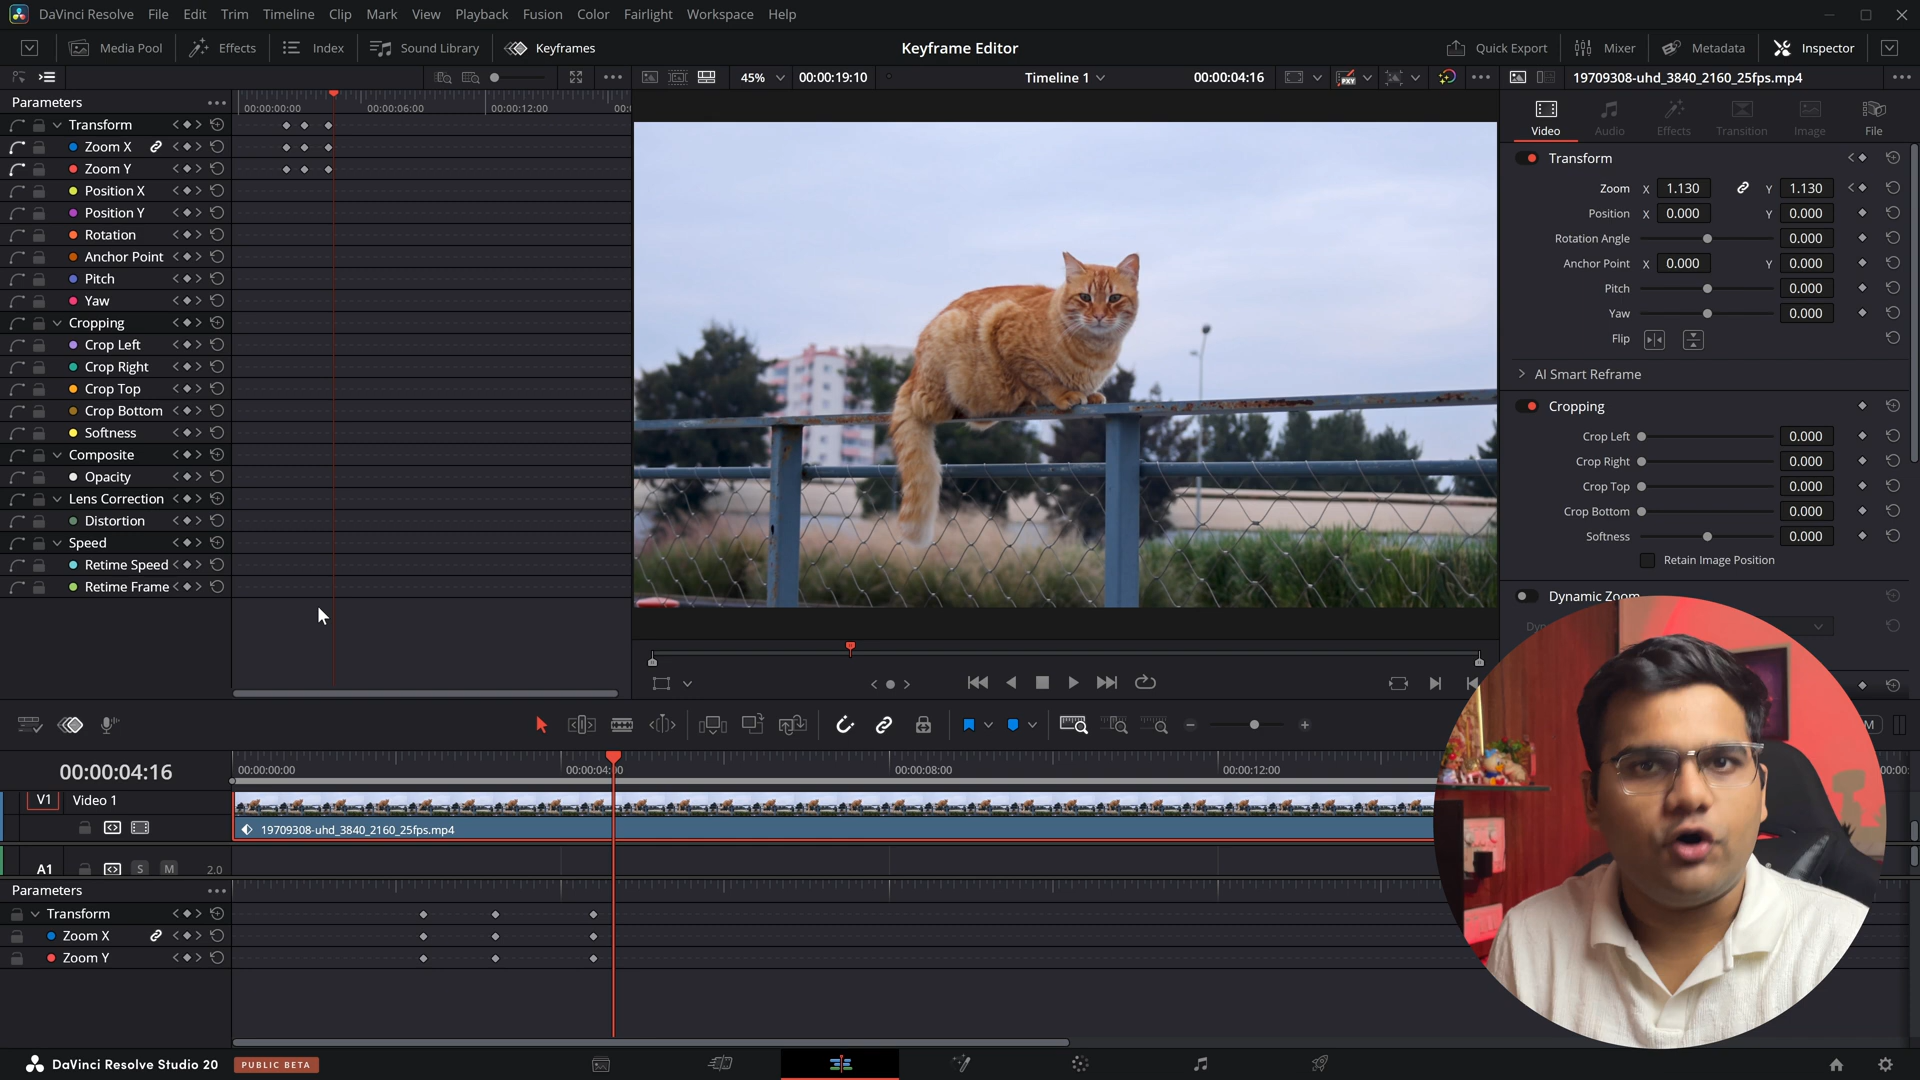 DaVinci Resolve File Edit Trim Timeline Clip Mark View Playback Fusion Color Fairlight Workspace Help
Media Pool Effects Index Sound Library Keyframes Keyframe Editor Quick Export Mixer Metadata Inspector
45% 00:00:19:10 Timeline 1 00:00:04:16 19709308-uhd_3840_2160_25fps.mp4
Parameters 00:00:00:00 00:00:06:00 00:00:12:00
Transform
Zoom X
Zoom Y
Position X
Position Y
Rotation
Anchor Point
Pitch
Yaw
Cropping
Crop Left
Crop Right
Crop Top
Crop Bottom
Softness
Composite
Opacity
Lens Correction
Distortion
Speed
Retime Speed
Retime Frame
Video Audio Effects Transition Image File
Transform
Zoom X 1.130 Y 1.130
Position X 0.000 Y 0.000
Rotation Angle 0.000
Anchor Point X 0.000 Y 0.000
Pitch 0.000
Yaw 0.000
Flip
AI Smart Reframe
Cropping
Crop Left 0.000
Crop Right 0.000
Crop Top 0.000
Crop Bottom 0.000
Softness 0.000
Retain Image Position
Dynamic Zoom
00:00:04:16 00:00:00:00 00:00:08:00 00:00:12:00
V1 Video 1
19709308-uhd_3840_2160_25fps.mp4
A1 S M 2.0
Parameters
Transform
Zoom X
Zoom Y
DaVinci Resolve Studio 20 PUBLIC BETA